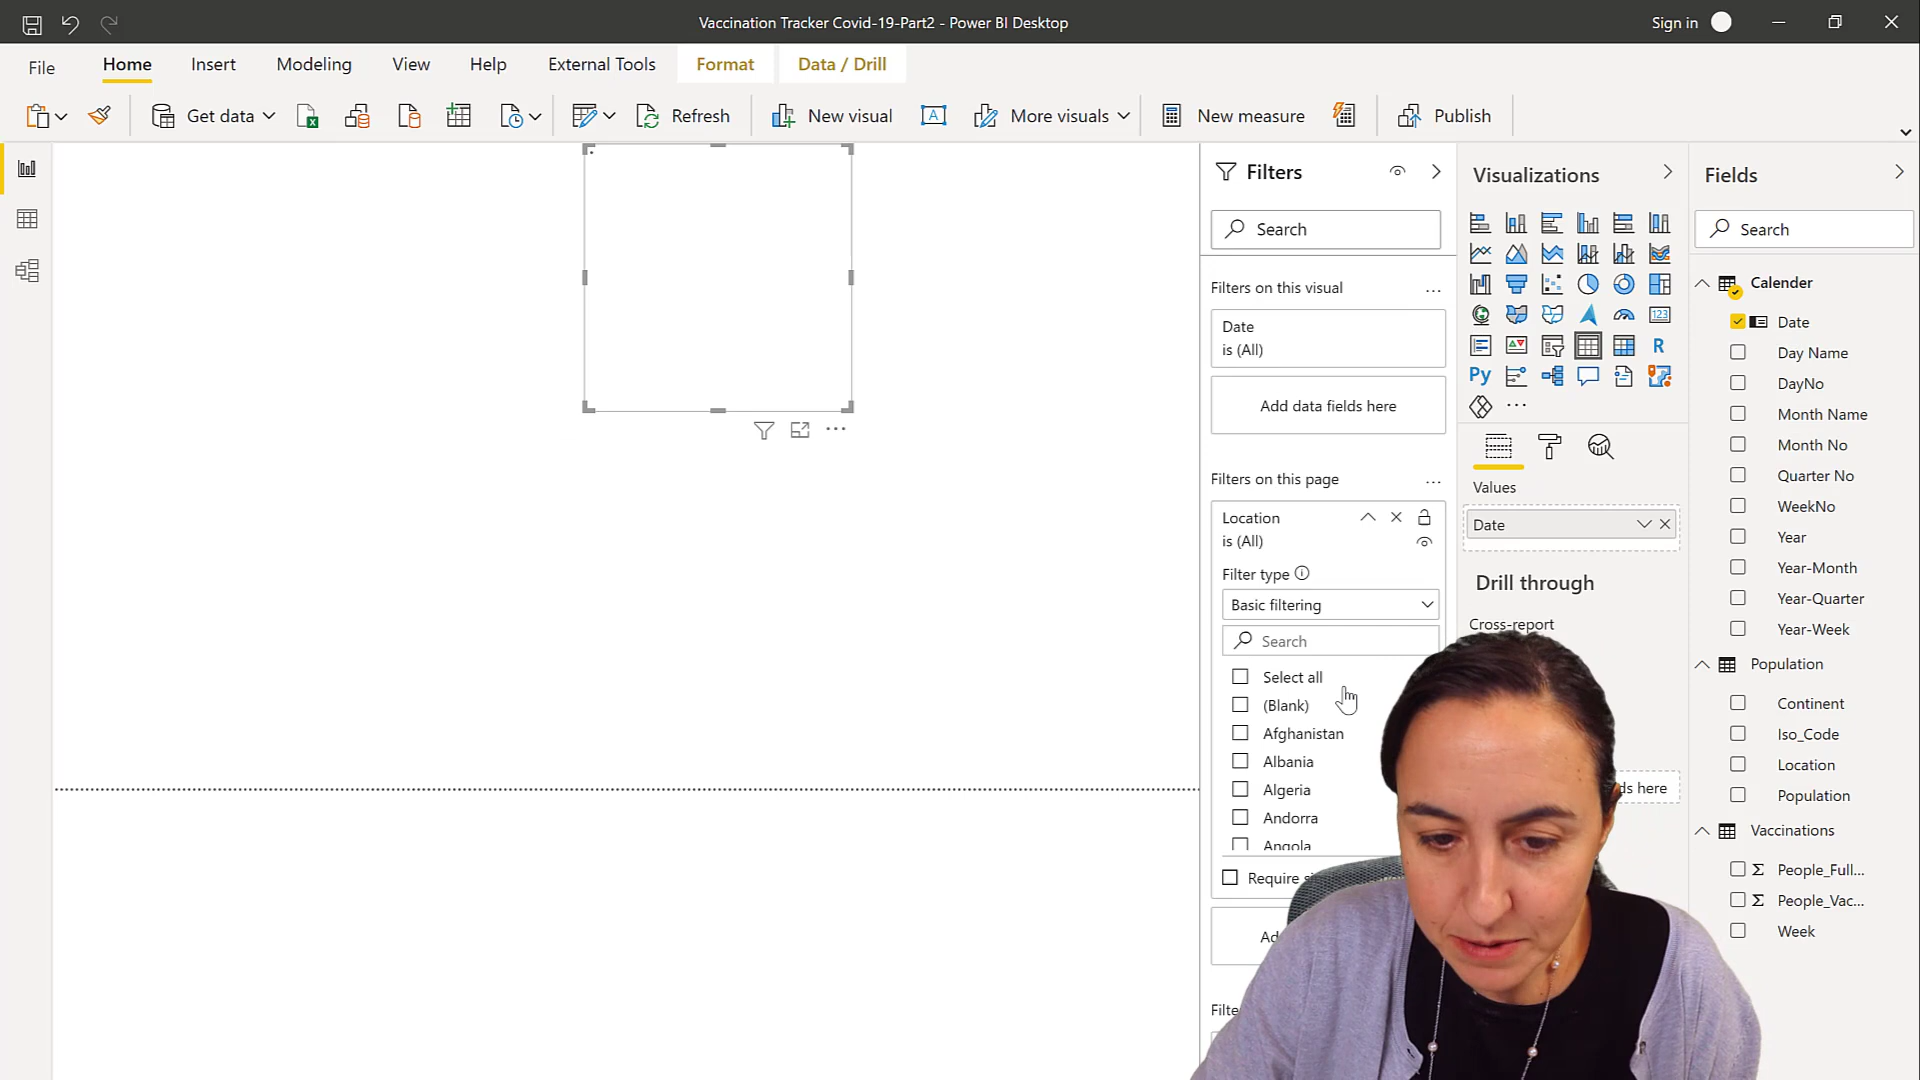 Vaccination Tracker Covid-19-Part2 - Power BI Desktop
Sign in
File Home Insert Modeling View Help External Tools Format Data / Drill
Get data Refresh New visual More visuals New measure Publish
Filters
Search
Filters on this visual
Date
is (All)
Add data fields here
Filters on this page
Location
is (All)
Filter type
Basic filtering
Search
Select all
(Blank)
Afghanistan
Albania
Algeria
Andorra
Angola
Require
Visualizations
123
R
Py
Values
Date
Drill through
Cross-report
here
Fields
Search
Calender
Date
Day Name
DayNo
Month Name
Month No
Quarter No
WeekNo
Year
Year-Month
Year-Quarter
Year-Week
Population
Continent
Iso_Code
Location
Population
Vaccinations
People_Full...
People_Vac...
Week